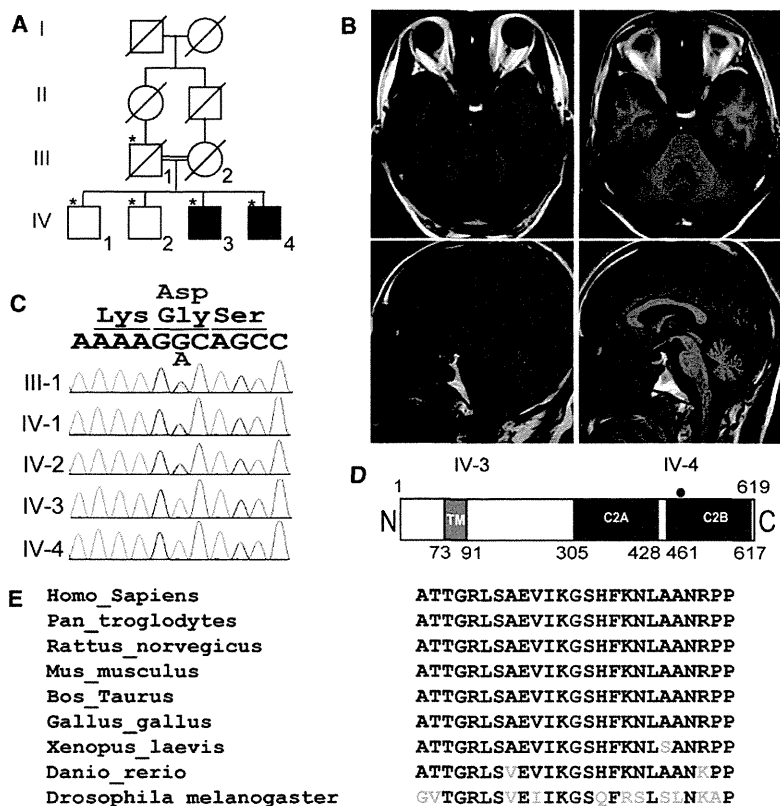 A
I
II
III
* 1 2
IV
* 1 * 2 * 3 * 4
B
IV-3 IV-4
C
Asp
Lys Gly Ser
AAAAGGCAGCC
A
III-1
IV-1
IV-2
IV-3
IV-4
D
1 619
N TM C2A C2B C
73 91 305 428 461 617
E
Homo_Sapiens ATTGRLSAEVIKGSHFKNLAANRPP
Pan_troglodytes ATTGRLSAEVIKGSHFKNLAANRPP
Rattus_norvegicus ATTGRLSAEVIKGSHFKNLAANRPP
Mus_musculus ATTGRLSAEVIKGSHFKNLAANRPP
Bos_Taurus ATTGRLSAEVIKGSHFKNLAANRPP
Gallus_gallus ATTGRLSAEVIKGSHFKNLAANRPP
Xenopus_laevis ATTGRLSAEVIKGSHFKNLSANRPP
Danio_rerio ATTGRLSVEVIKGSHFKNLAANKPP
Drosophila melanogaster GVTGRLSVEIIKGSQFRSLSLNKAP